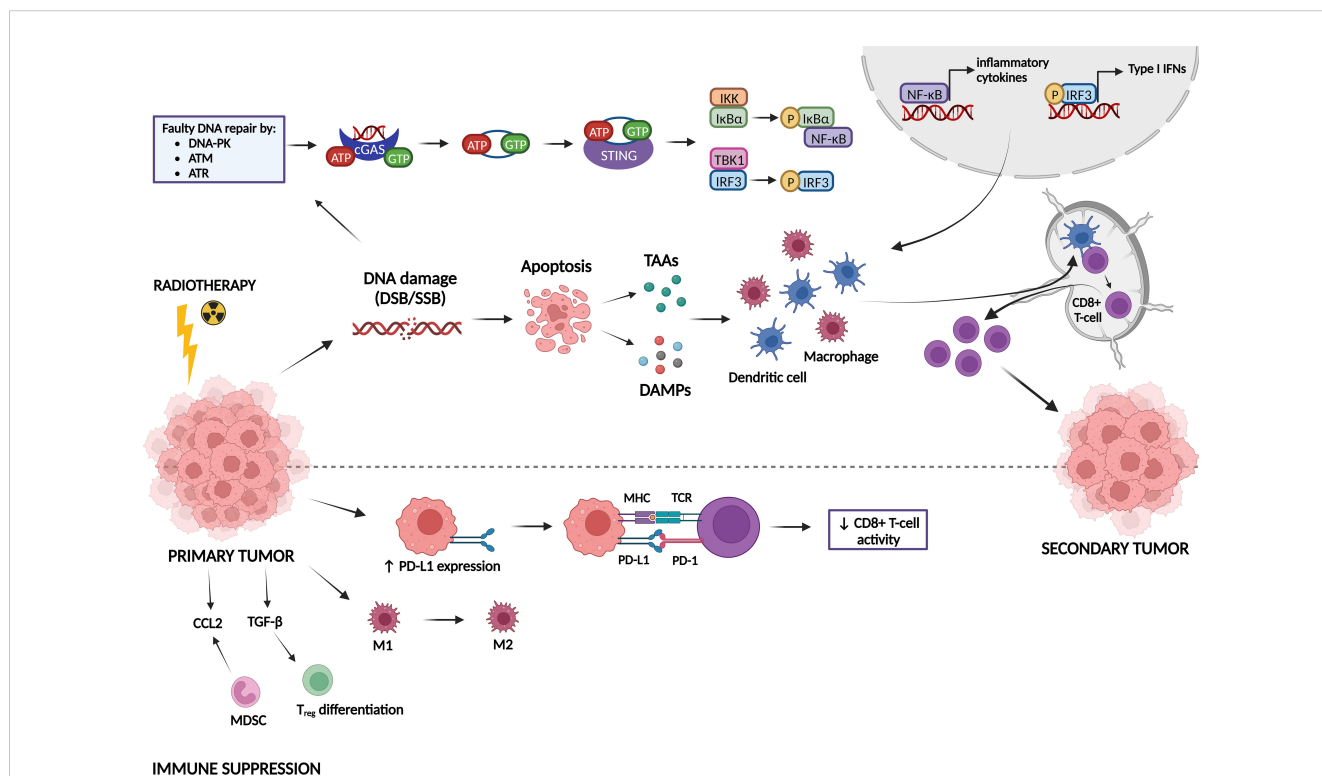 inflammatory
cytokines
Type I IFNs
NF-κB
P
IRF3
IKK
IκBα
P
IκBα
NF-κB
Faulty DNA repair by:
• DNA-PK
• ATM
• ATR
cGAS
ATP
GTP
ATP
GTP
ATP
GTP
STING
TBK1
IRF3
P
IRF3
RADIOTHERAPY
DNA damage
(DSB/SSB)
Apoptosis
TAAs
DAMPs
Macrophage
Dendritic cell
CD8+
T-cell
PRIMARY TUMOR
SECONDARY TUMOR
↑ PD-L1 expression
MHC
TCR
PD-L1
PD-1
↓ CD8+ T-cell
activity
CCL2
TGF-β
M1
M2
MDSC
Treg differentiation
IMMUNE SUPPRESSION